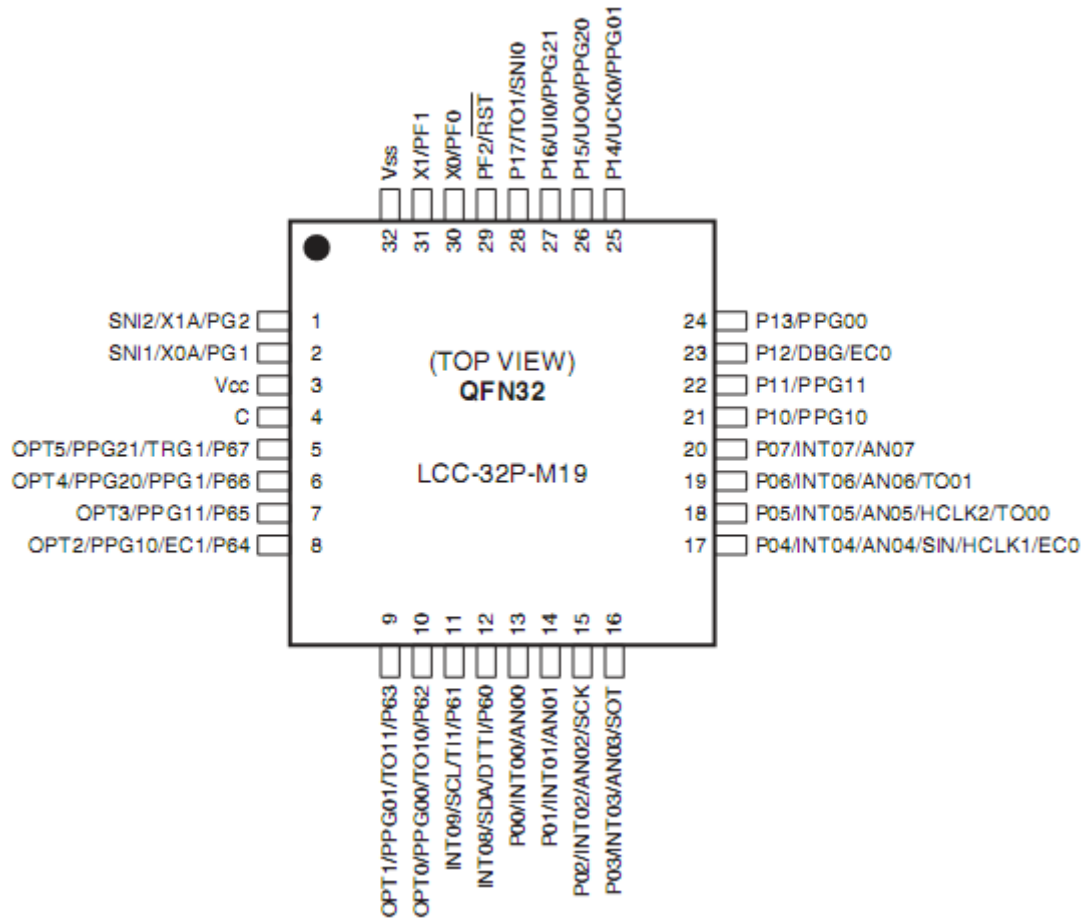 Vss
X1/PF1
X0/PF0
PF2/RST
P17/TO1/SNI0
P16/UI0/PPG21
P15/UO0/PPG20
P14/UCK0/PPG01
32
31
30
29
28
27
26
25
SNI2/X1A/PG2 1
SNI1/X0A/PG1 2
Vcc 3
C 4
OPT5/PPG21/TRG1/P67 5
OPT4/PPG20/PPG1/P66 6
OPT3/PPG11/P65 7
OPT2/PPG10/EC1/P64 8
(TOP VIEW)
QFN32
LCC-32P-M19
24 P13/PPG00
23 P12/DBG/EC0
22 P11/PPG11
21 P10/PPG10
20 P07/INT07/AN07
19 P06/INT06/AN06/TO01
18 P05/INT05/AN05/HCLK2/TO00
17 P04/INT04/AN04/SIN/HCLK1/EC0
9
10
11
12
13
14
15
16
OPT1/PPG01/TO11/P63
OPT0/PPG00/TO10/P62
INT09/SCL/TI1/P61
INT08/SDA/DTTI/P60
P00/INT00/AN00
P01/INT01/AN01
P02/INT02/AN02/SCK
P03/INT03/AN03/SOT